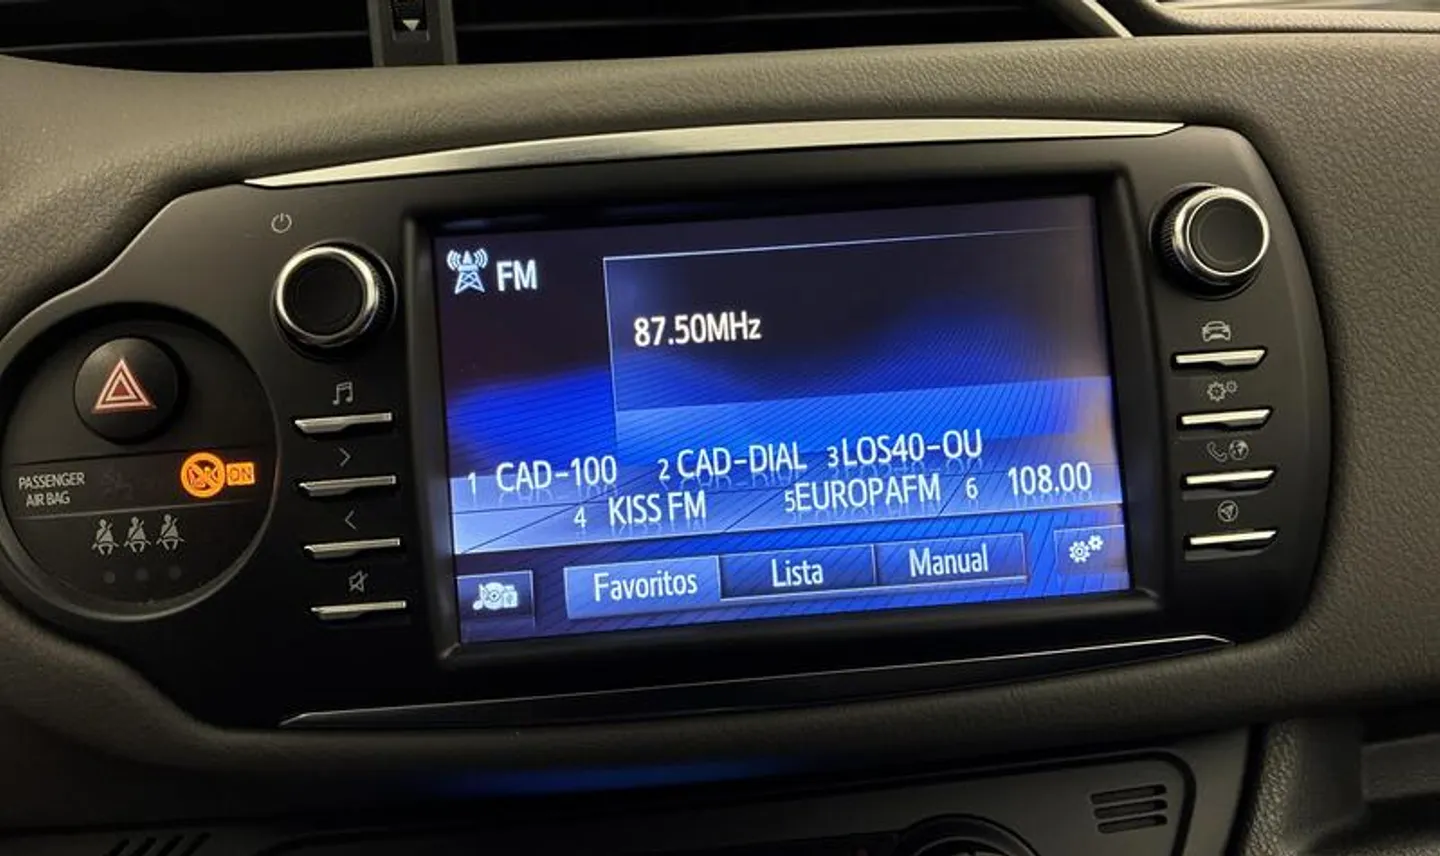 FM
87.50MHz
1 CAD-100 2 CAD-DIAL 3 LOS40-OU
4 KISS FM 5 EUROPAFM 6 108.00
Favoritos Lista Manual
PASSENGER
AIR BAG
ON